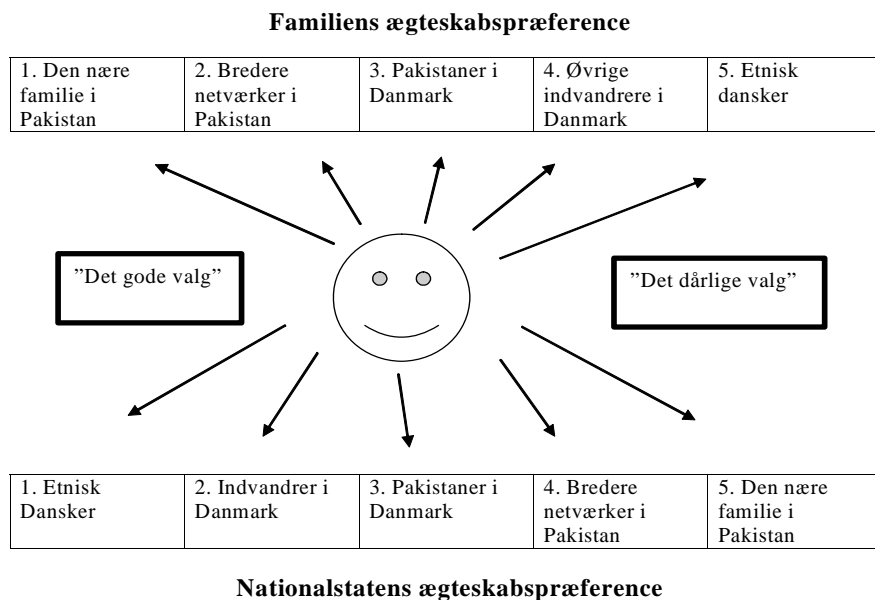 Familiens ægteskabspræference
1. Den nære
familie i
Pakistan
2. Bredere
netværker i
Pakistan
3. Pakistaner i
Danmark
4. Øvrige
indvandrere i
Danmark
5. Etnisk
dansker
”Det gode valg”
”Det dårlige valg”
1. Etnisk
Dansker
2. Indvandrer i
Danmark
3. Pakistaner i
Danmark
4. Bredere
netværker i
Pakistan
5. Den nære
familie i
Pakistan
Nationalstatens ægteskabspræference